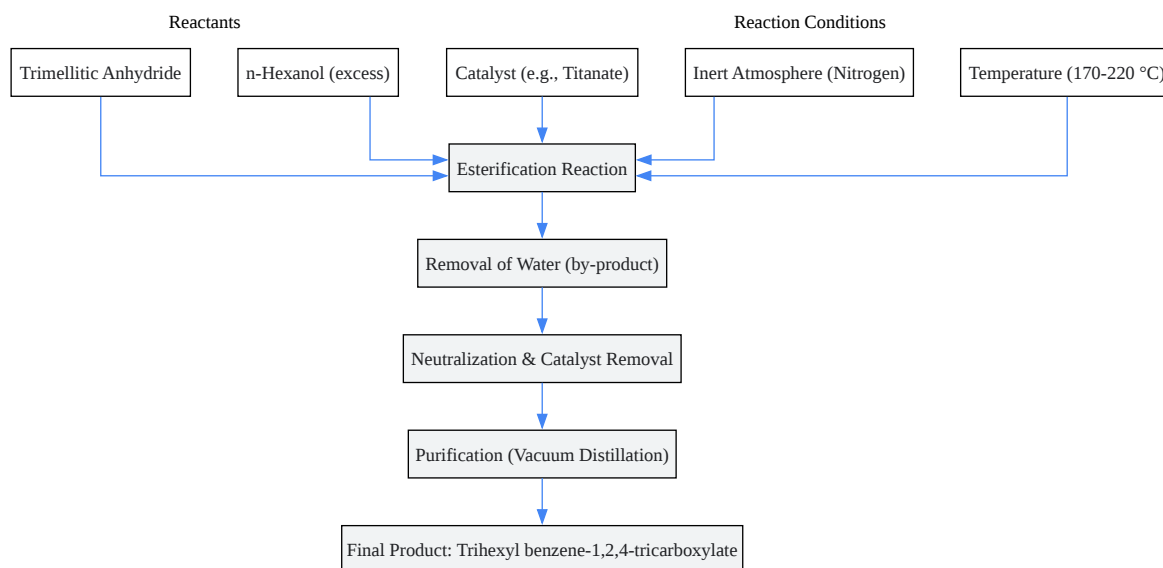 Reactants
Reaction Conditions
Trimellitic Anhydride
n-Hexanol (excess)
Catalyst (e.g., Titanate)
Inert Atmosphere (Nitrogen)
Temperature (170-220 °C)
Esterification Reaction
Removal of Water (by-product)
Neutralization & Catalyst Removal
Purification (Vacuum Distillation)
Final Product: Trihexyl benzene-1,2,4-tricarboxylate